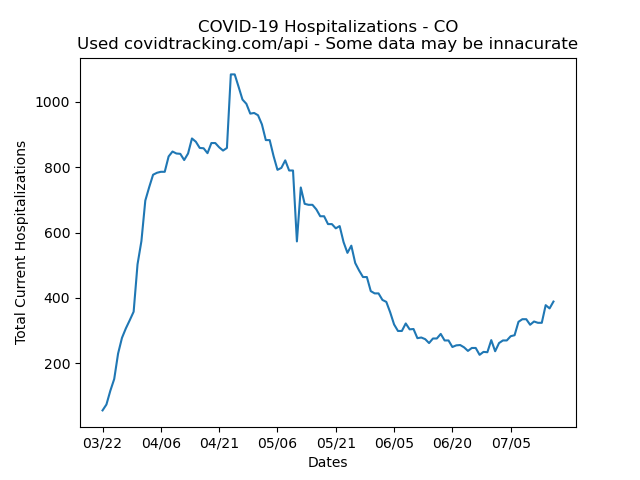 COVID-19 Hospitalizations - CO
Used covidtracking.com/api - Some data may be innacurate
Total Current Hospitalizations
1000
800
600
400
200
03/22 04/06 04/21 05/06 05/21 06/05 06/20 07/05
Dates